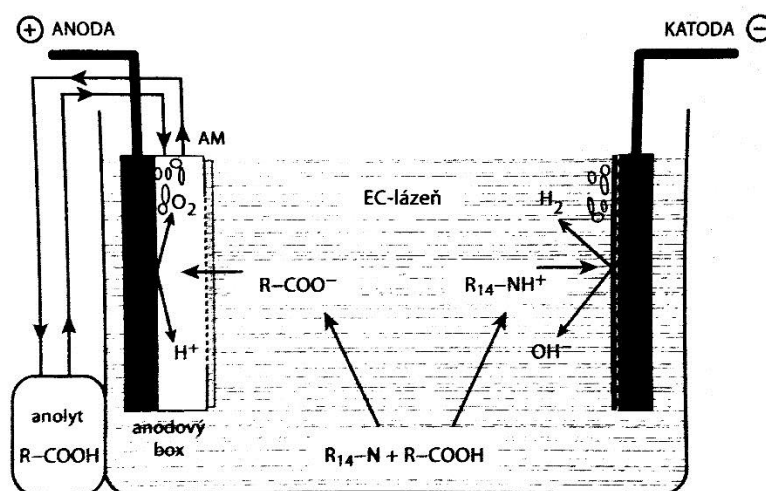 + ANODA
KATODA −
AM
EC-lázeň
O₂
H₂
R–COO⁻
R₁₄–NH⁺
H⁺
OH⁻
anolyt
R–COOH
anodový
box
R₁₄–N + R–COOH